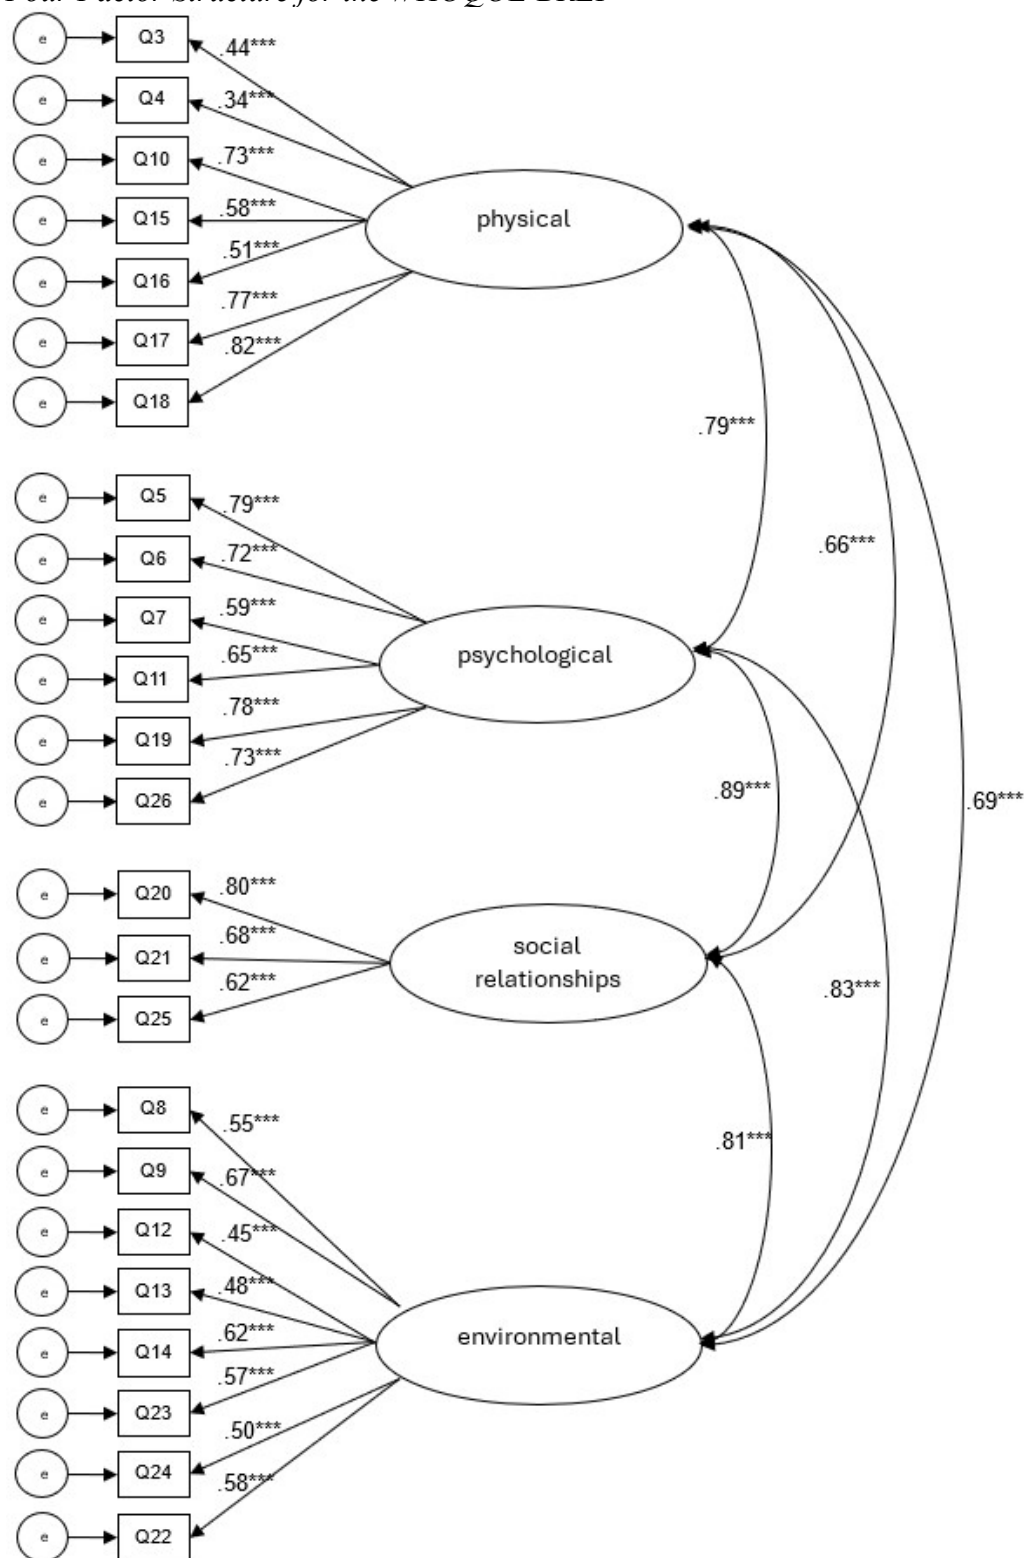 Four Factor Structure for the WHOQOL-BREF
e Q3 .44***
e Q4 .34***
e Q10 .73***
physical
e Q15 .58***
e Q16 .51***
e Q17 .77***
e Q18 .82***
.79***
e Q5 .79***
.66***
e Q6 .72***
e Q7 .59***
psychological
e Q11 .65***
e Q19 .78***
e Q26 .73***
.89***
.69***
e Q20 .80***
e Q21 .68***
social
relationships
e Q25 .62***
.83***
e Q8 .55***
.81***
e Q9 .67***
e Q12 .45***
e Q13 .48***
environmental
e Q14 .62***
e Q23 .57***
e Q24 .50***
e Q22 .58***